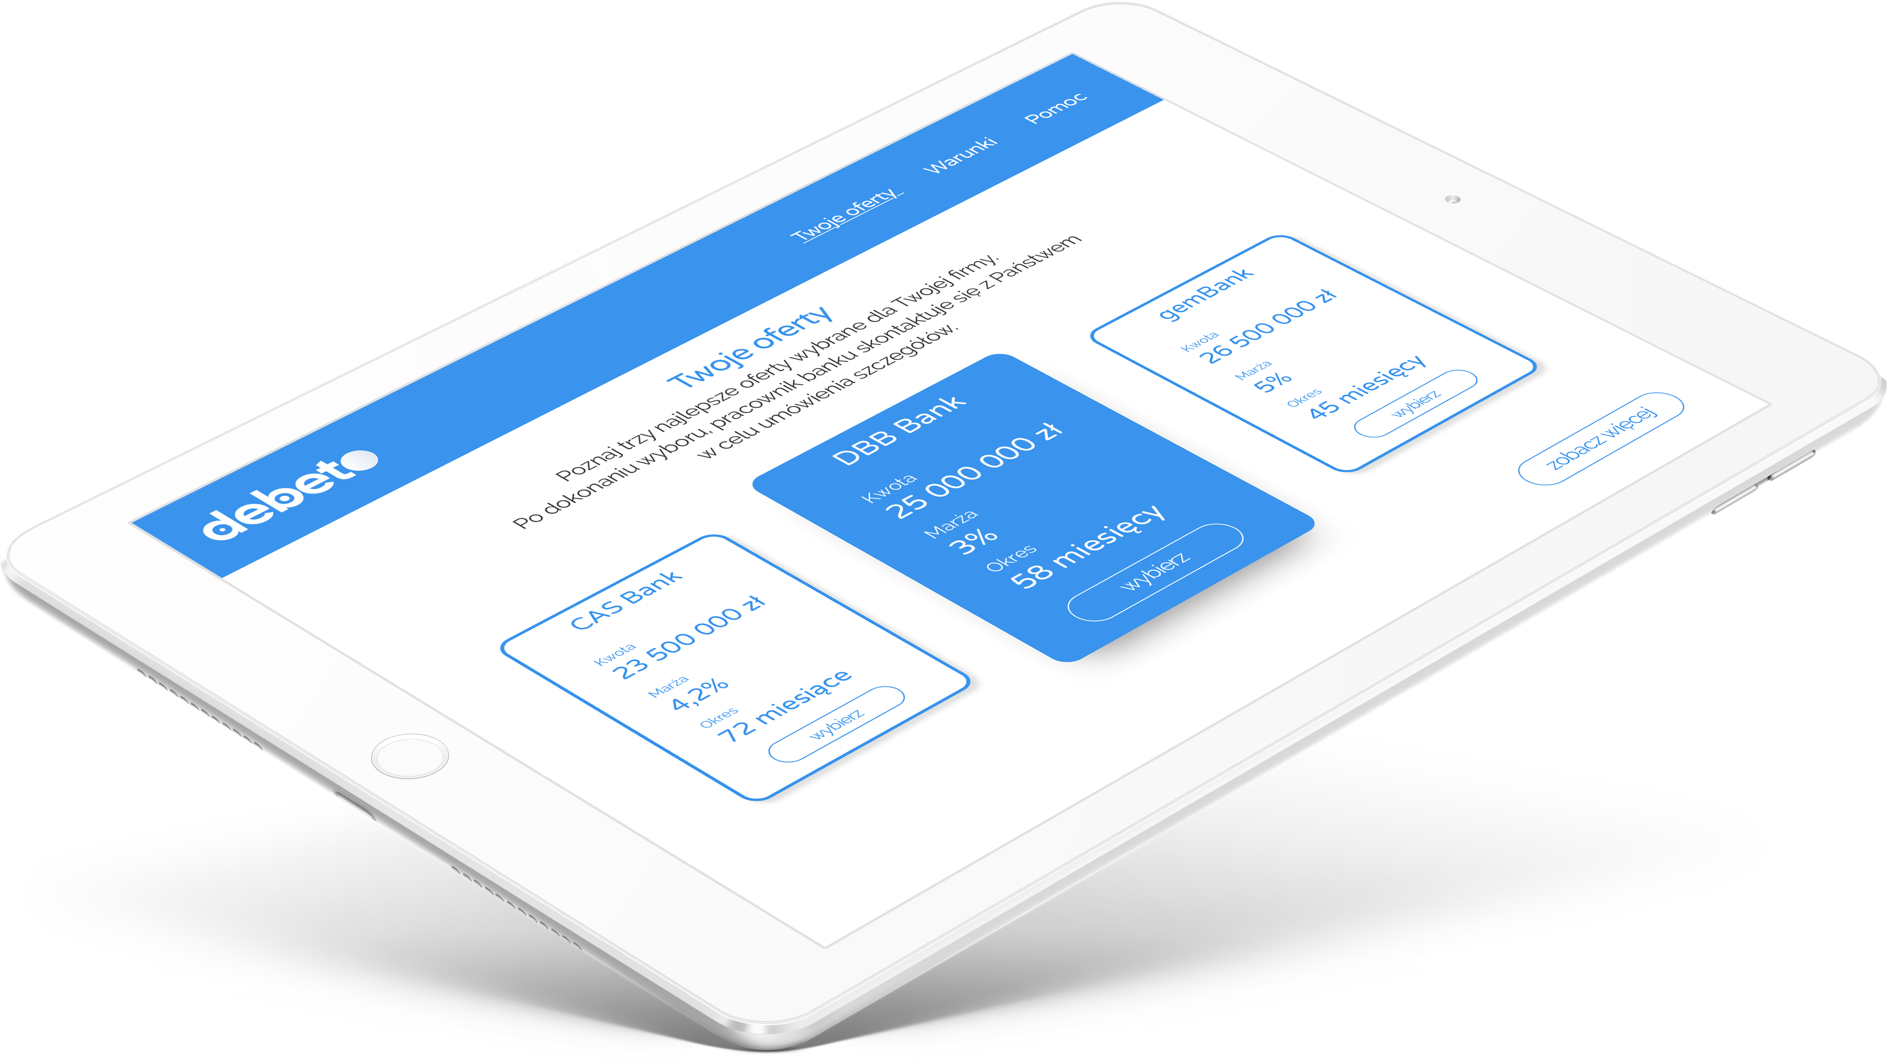 debeto
Twoje oferty
Warunki
Pomoc
Twoje oferty
Poznaj trzy najlepsze oferty wybrane dla Twojej firmy.
Po dokonaniu wyboru, pracownik banku skontaktuje się z Państwem
w celu umówienia szczegółów.
CAS Bank
Kwota
23 500 000 zł
Marża
4,2%
Okres
72 miesiące
wybierz
DBB Bank
Kwota
25 000 000 zł
Marża
3%
Okres
58 miesięcy
wybierz
gemBank
Kwota
26 500 000 zł
Marża
5%
Okres
45 miesięcy
wybierz
zobacz więcej